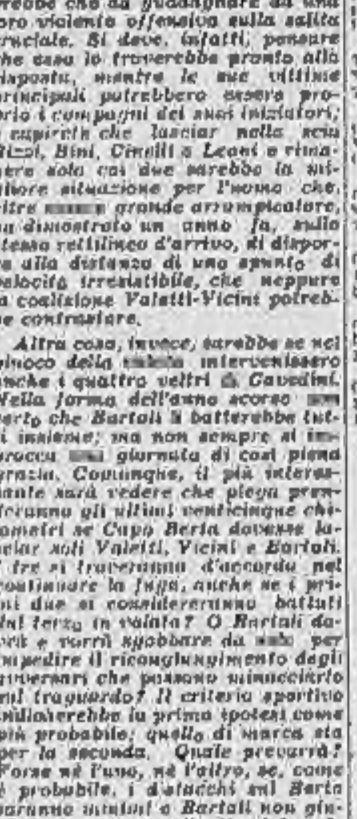 che da guadagnare da una
loro violenta offensiva sulla salita
cruciale. Si deve, infatti, pensare
che esso lo troverebbe pronto alla
risposta, mentre le sue vittime
principali potrebbero essere pro-
prio i compagni dei suoi iniziatori;
e capirete che lasciar nella scia
Bizzi, Bini, Cinelli e Leoni e rima-
nere solo coi due sarebbe la mi-
gliore situazione per l'uomo che,
oltre grande arrampicatore,
ha dimostrato un anno fa, sullo
stesso rettilineo d'arrivo, di dispor-
re alla distanza di uno spunto di
velocità irresistibile, che neppure
la coalizione Valetti-Vicini potreb-
be contrastare.
Altra cosa, invece, sarebbe se nel
giuoco della intervenissero
anche i quattro veltri di Gavedini.
Nella forma dell'anno scorso
certo che Bartali li batterebbe tut-
ti insieme; ma non sempre si im-
brocca giornata di così piena
grazia. Comunque, il più interes-
sante sarà vedere che piega pren-
deranno gli ultimi venticinque chi-
lometri se Capo Berta dovesse la-
sciar soli Valetti, Vicini e Bartali.
I tre si troveranno d'accordo nel
continuare la fuga, anche se i pri-
mi due si considereranno battuti
dal terzo in volata? O Bartali do-
vrà e vorrà sgobbare da solo per
impedire il ricongiungimento degli
avversari che possano minacciarlo
sul traguardo? Il criterio sportivo
la prima ipotesi come
più probabile; quello di marca sta
per la seconda. Quale prevarrà?
Forse nè l'uno, nè l'altro, se, come
è probabile, i distacchi sul Berta
saranno minimi e Bartali non